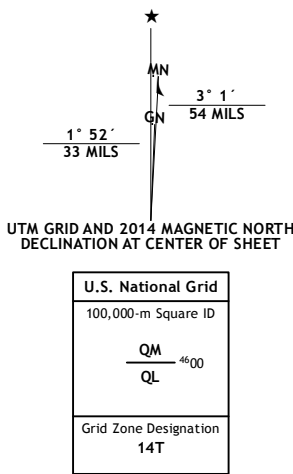 ★
MN
3° 1´
54 MILS
GN
1° 52´
33 MILS
UTM GRID AND 2014 MAGNETIC NORTH
DECLINATION AT CENTER OF SHEET
U.S. National Grid
100,000-m Square ID
QM
4600
QL
Grid Zone Designation
14T